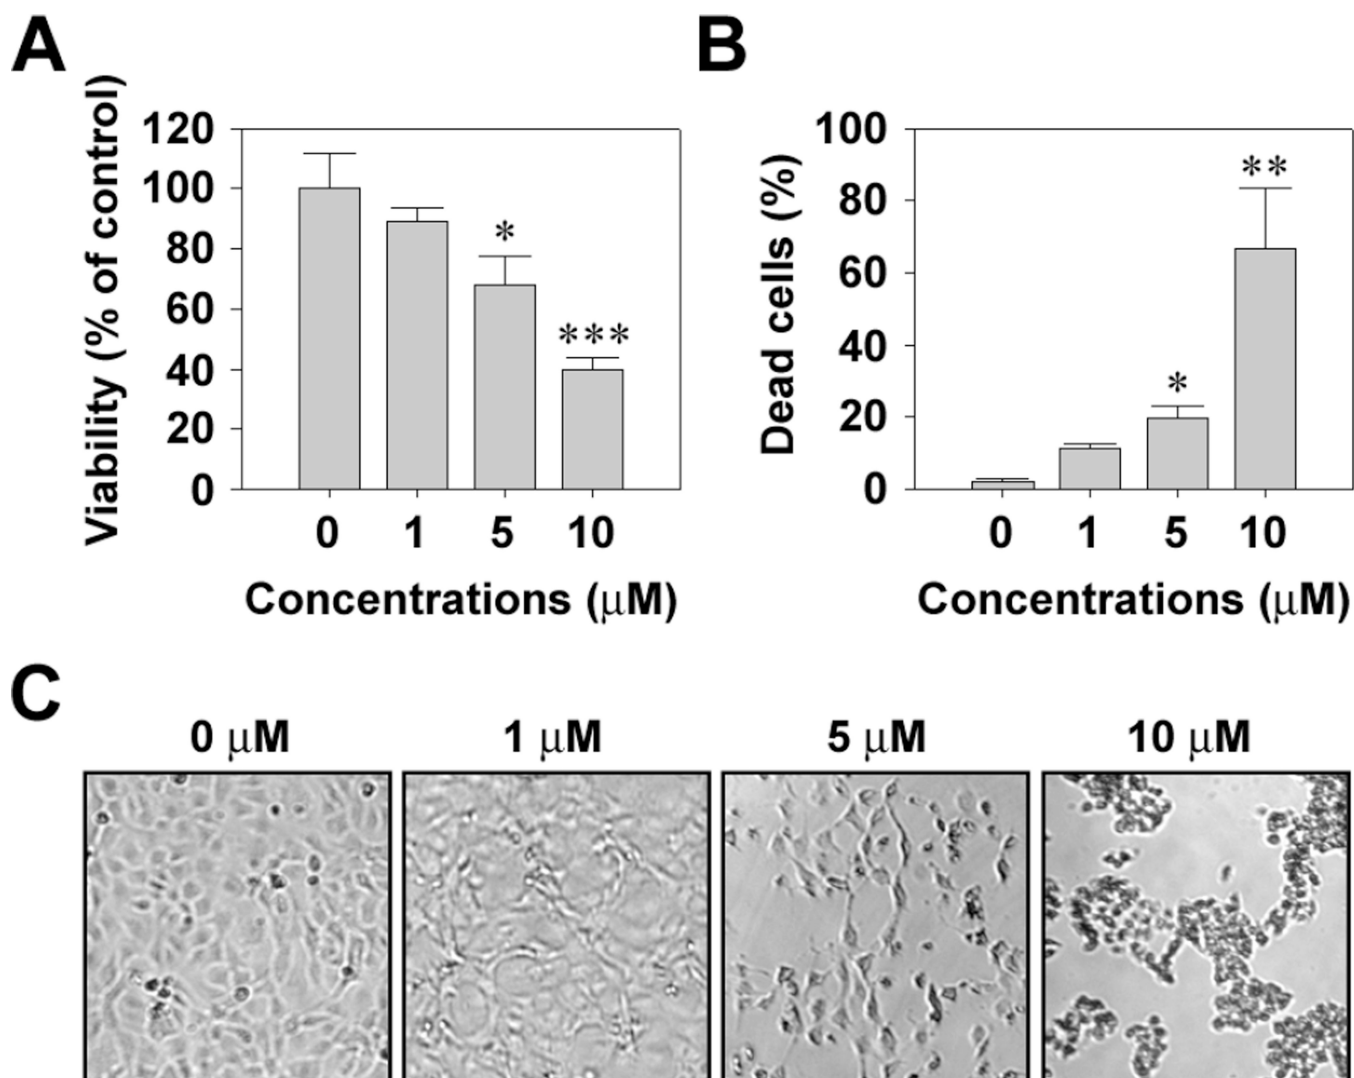 A
B
Viability (% of control)
120
100
80
60
40
20
0
*
***
0 1 5 10
Concentrations (μM)
Dead cells (%)
100
80
60
40
20
0
*
**
0 1 5 10
Concentrations (μM)
C
0 μM 1 μM 5 μM 10 μM